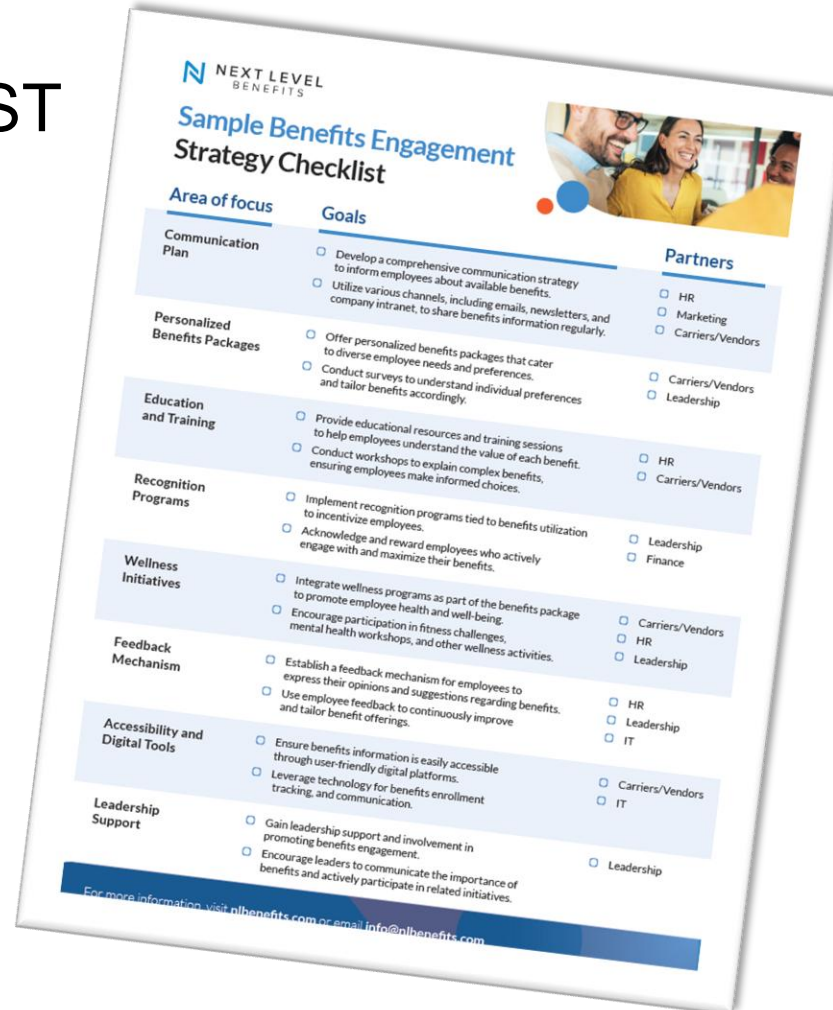 ST
NEXT LEVEL
BENEFITS
Sample Benefits Engagement
Strategy Checklist
Area of focus
Goals
Partners
Communication
Plan
Develop a comprehensive communication strategy
to inform employees about available benefits.
Utilize various channels, including emails, newsletters, and
company intranet, to share benefits information regularly.
HR
Marketing
Carriers/Vendors
Personalized
Benefits Packages
Offer personalized benefits packages that cater
to diverse employee needs and preferences.
Conduct surveys to understand individual preferences
and tailor benefits accordingly.
Carriers/Vendors
Leadership
Education
and Training
Provide educational resources and training sessions
to help employees understand the value of each benefit.
Conduct workshops to explain complex benefits,
ensuring employees make informed choices.
HR
Carriers/Vendors
Recognition
Programs
Implement recognition programs tied to benefits utilization
to incentivize employees.
Acknowledge and reward employees who actively
engage with and maximize their benefits.
Leadership
Finance
Wellness
Initiatives
Integrate wellness programs as part of the benefits package
to promote employee health and well-being.
Encourage participation in fitness challenges,
mental health workshops, and other wellness activities.
Carriers/Vendors
HR
Leadership
Feedback
Mechanism
Establish a feedback mechanism for employees to
express their opinions and suggestions regarding benefits.
Use employee feedback to continuously improve
and tailor benefit offerings.
HR
Leadership
IT
Accessibility and
Digital Tools
Ensure benefits information is easily accessible
through user-friendly digital platforms.
Leverage technology for benefits enrollment
tracking, and communication.
Carriers/Vendors
IT
Leadership
Support
Gain leadership support and involvement in
promoting benefits engagement.
Encourage leaders to communicate the importance of
benefits and actively participate in related initiatives.
Leadership
For more information, visit nlbenefits.com or email info@nlbenefits.com